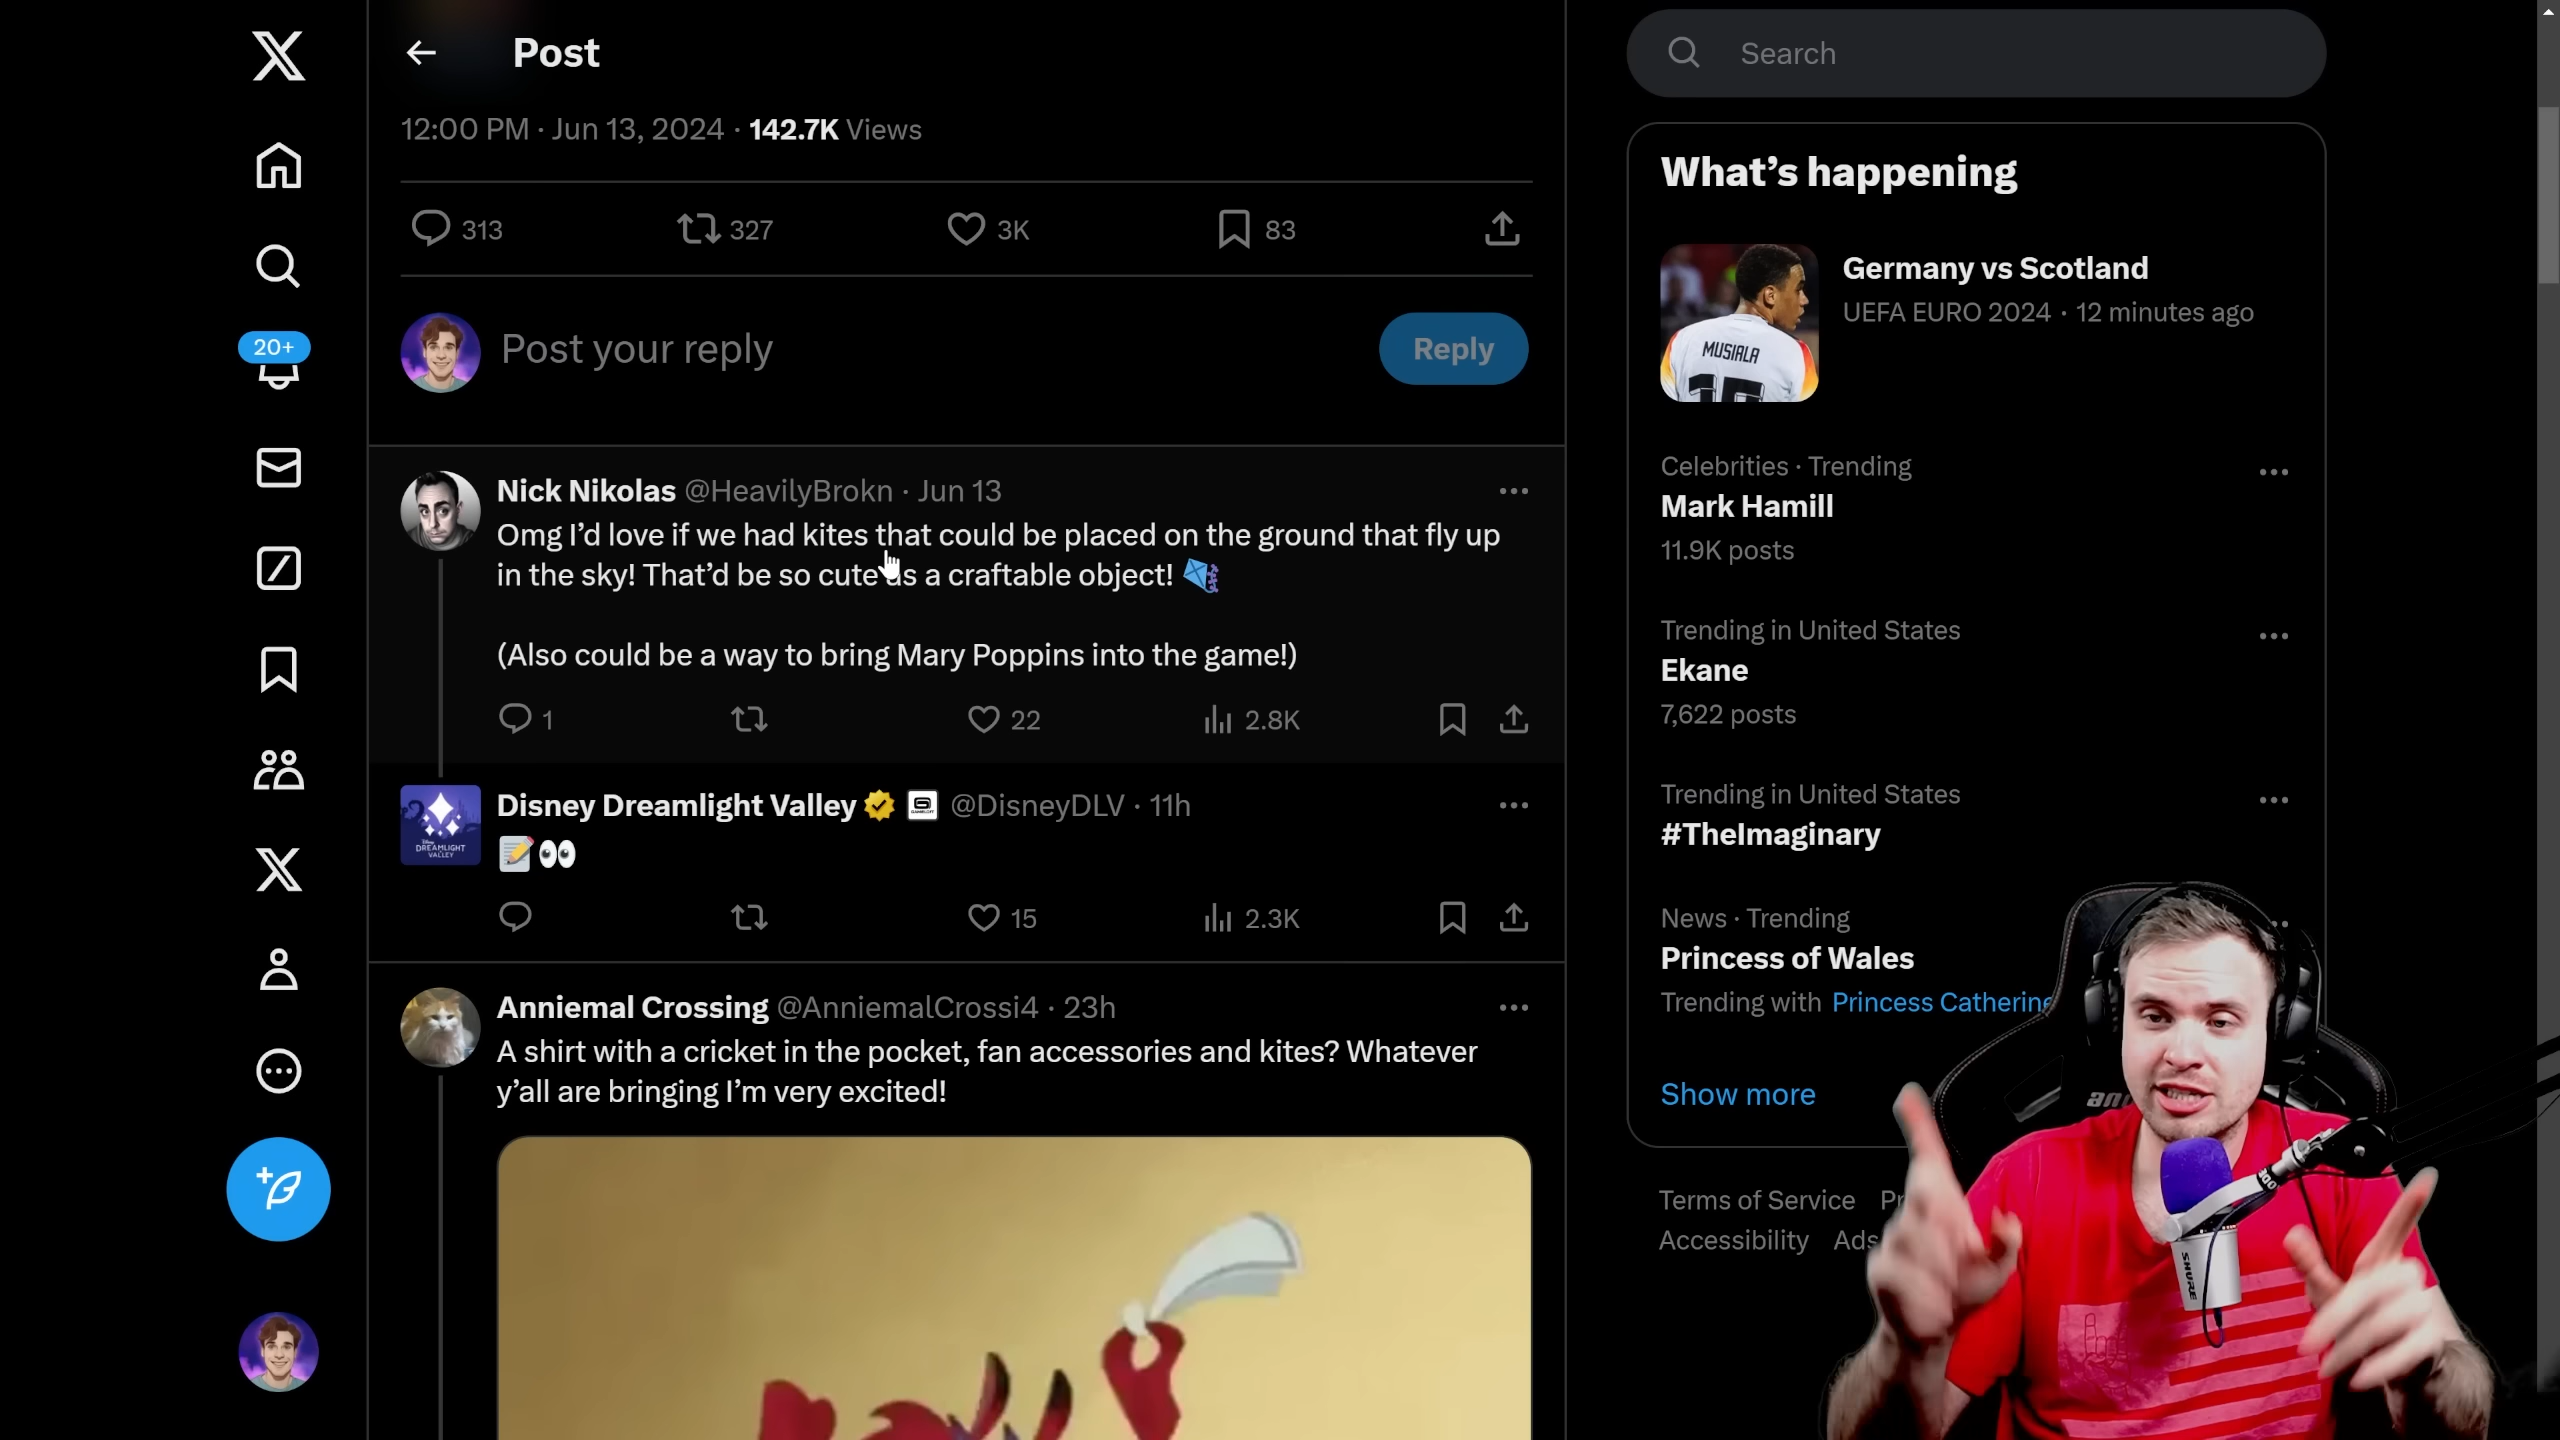 Post
Search
12:00 PM · Jun 13, 2024 · 142.7K Views
313 327 3K 83
Post your reply
Reply
20+
Nick Nikolas @HeavilyBrokn · Jun 13
Omg I’d love if we had kites that could be placed on the ground that fly up
in the sky! That’d be so cute as a craftable object! 🪁
(Also could be a way to bring Mary Poppins into the game!)
1 22 2.8K
Disney Dreamlight Valley @DisneyDLV · 11h
DREAMLIGHT
VALLEY
📝👀
15 2.3K
Anniemal Crossing @AnniemalCrossi4 · 23h
A shirt with a cricket in the pocket, fan accessories and kites? Whatever
y’all are bringing I’m very excited!
What’s happening
Germany vs Scotland
UEFA EURO 2024 · 12 minutes ago
MUSIALA
Celebrities · Trending
Mark Hamill
11.9K posts
Trending in United States
Ekane
7,622 posts
Trending in United States
#TheImaginary
News · Trending
Princess of Wales
Trending with Princess Catherine
Show more
Terms of Service
Accessibility Ads
SHURE